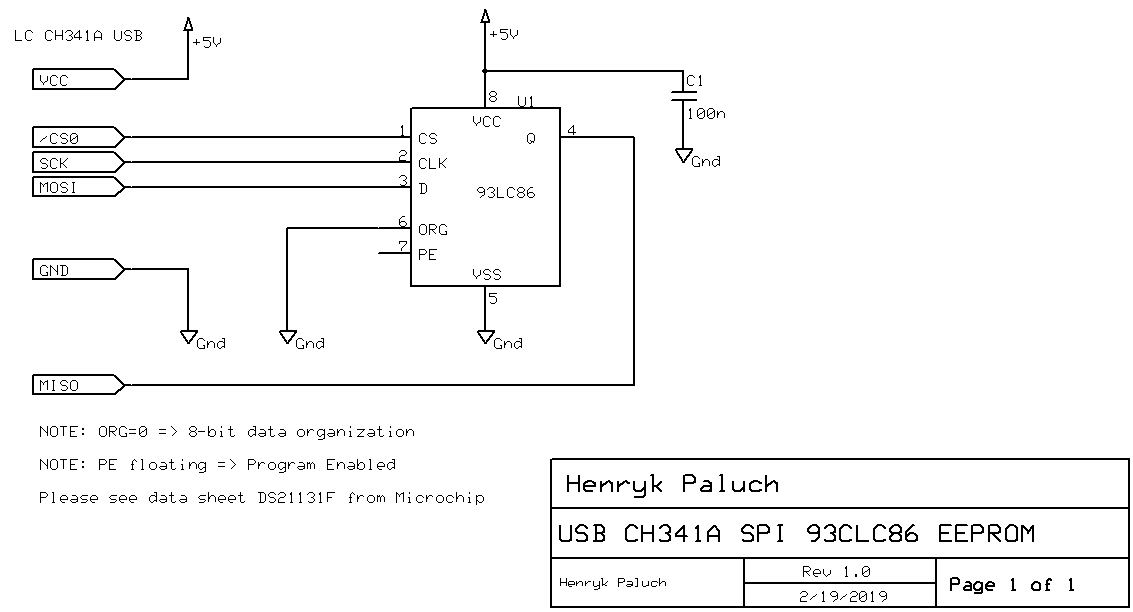 LC CH341A USB
+5V
VCC
+5V
8
U1
VCC
C1
100n
Gnd
/CS0
1
CS
Q
4
SCK
2
CLK
MOSI
3
D
93LC86
6
ORG
7
PE
GND
VSS
5
Gnd
Gnd
Gnd
MISO
NOTE: ORG=0 => 8-bit data organization
NOTE: PE floating => Program Enabled
Please see data sheet DS21131F from Microchip
Henryk Paluch
USB CH341A SPI 93CLC86 EEPROM
Henryk Paluch
Rev 1.0
2/19/2019
Page 1 of 1